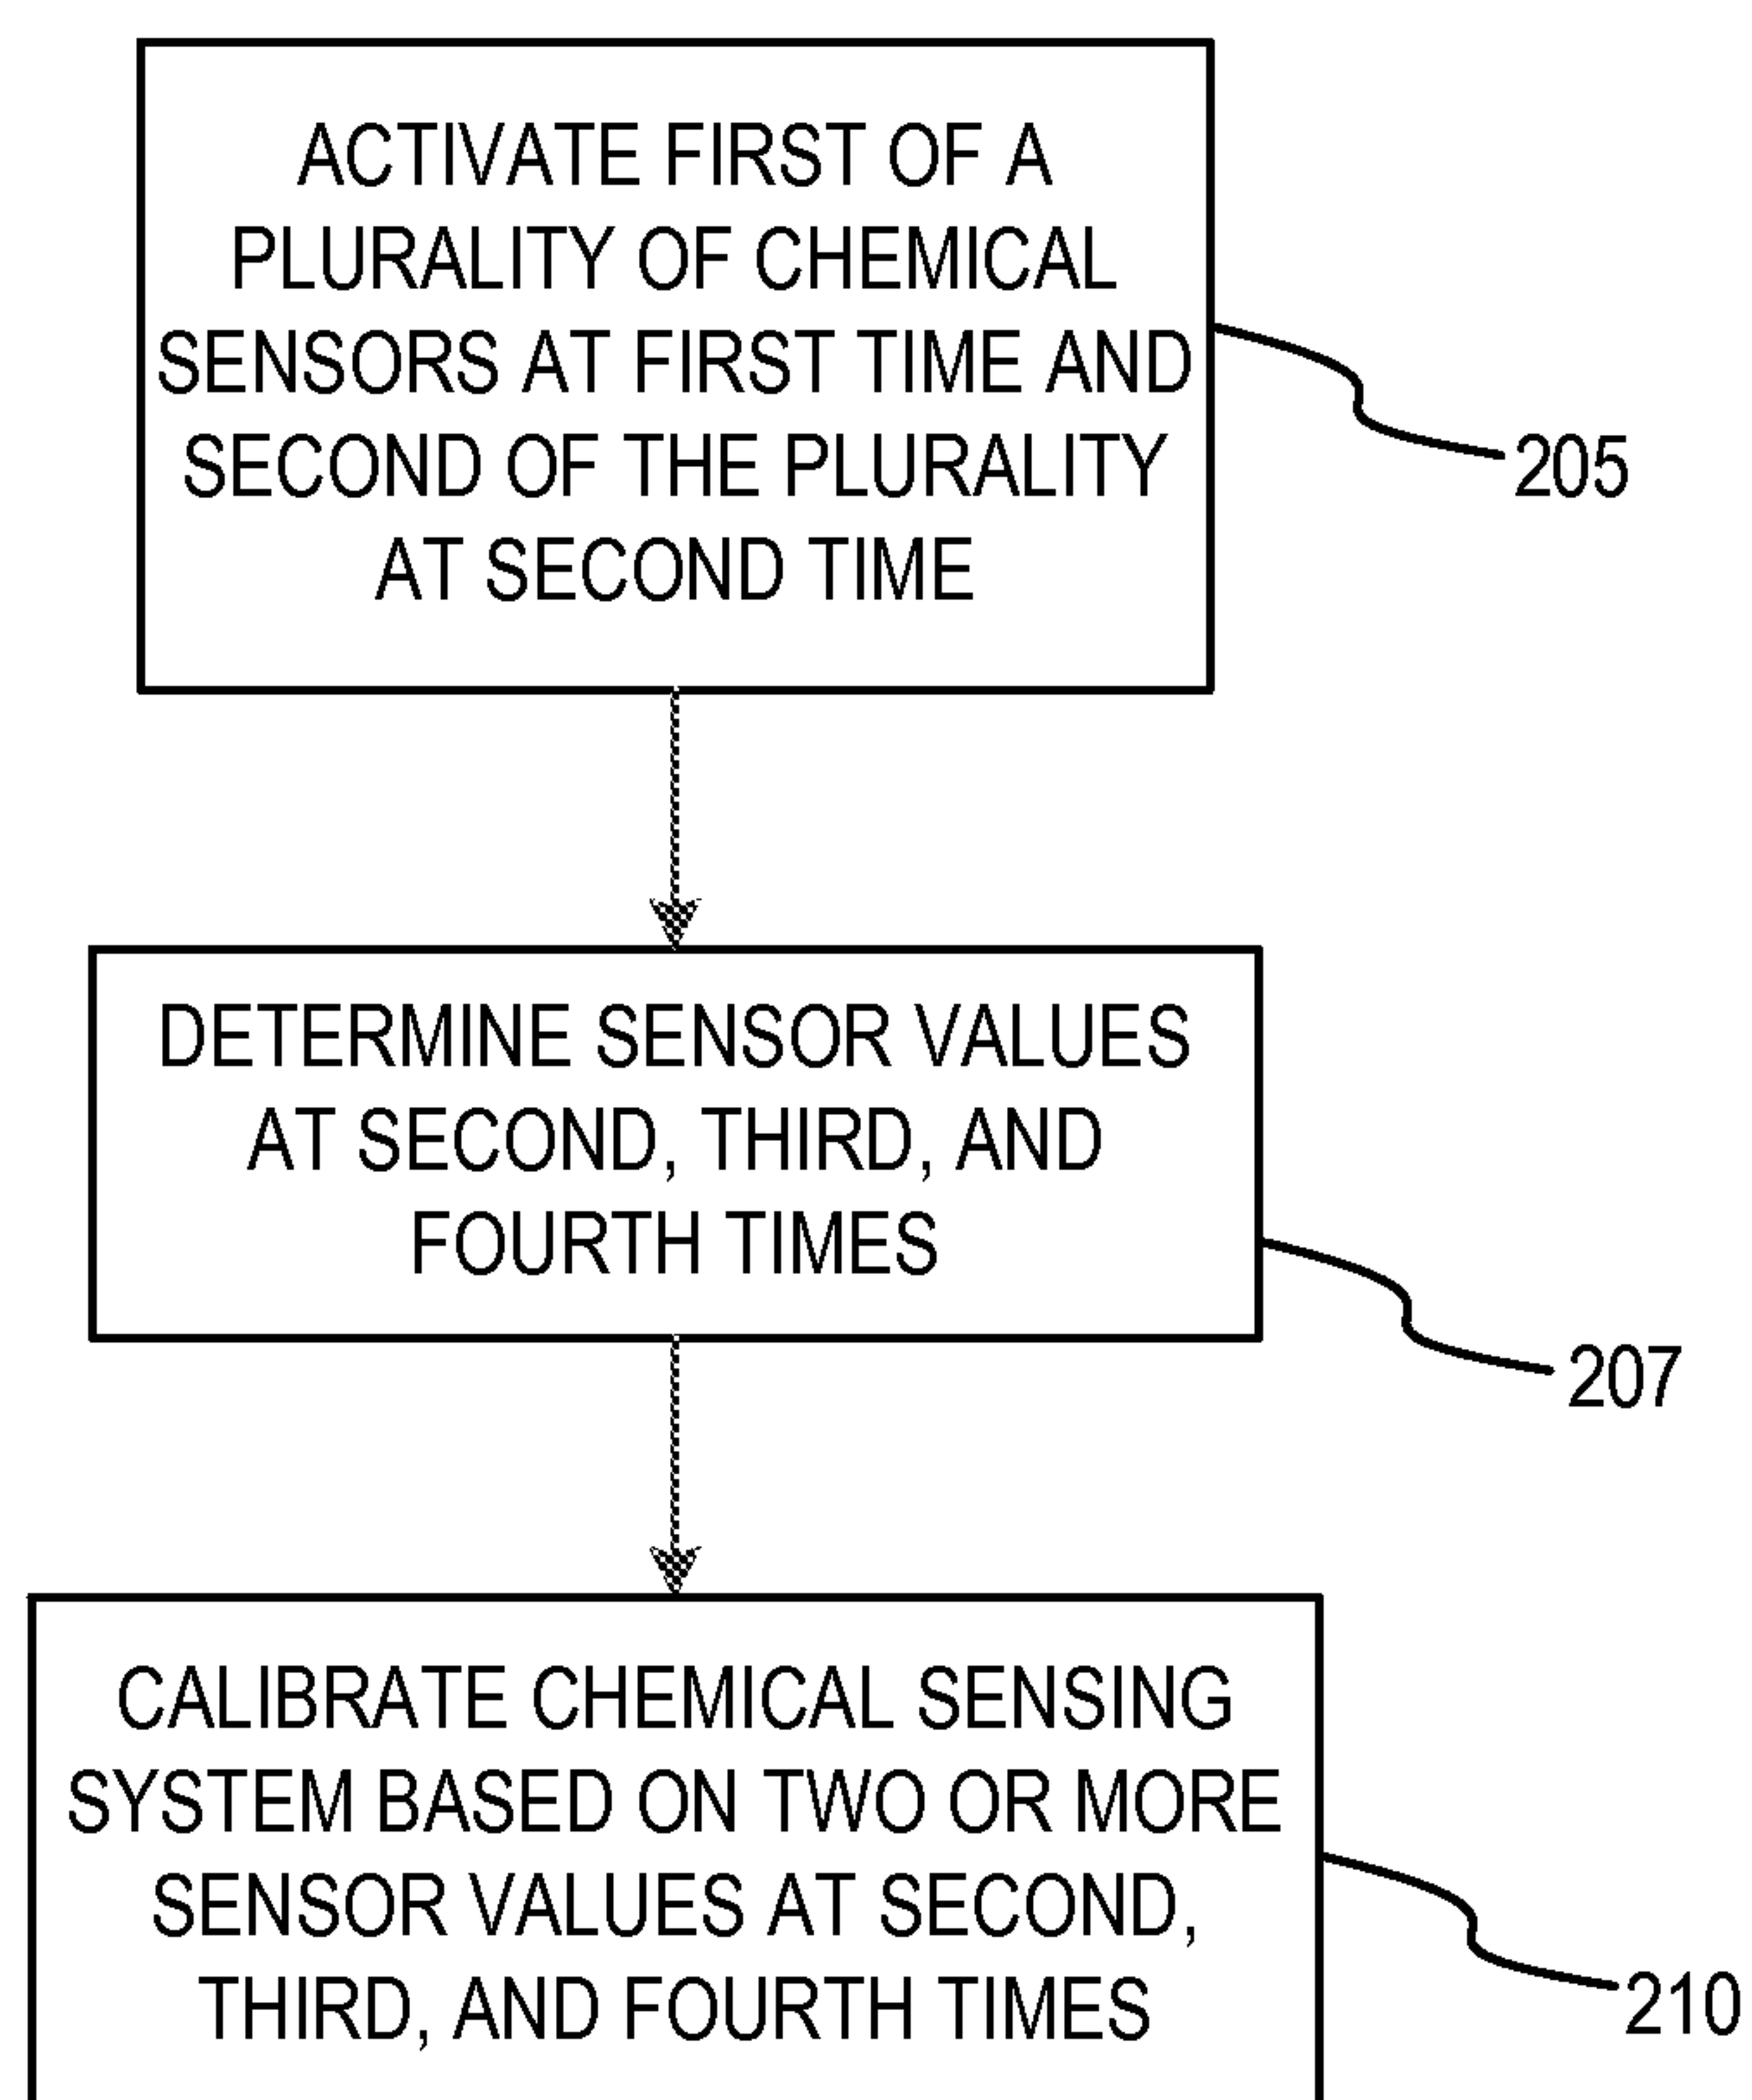 ACTIVATE FIRST OF A
PLURALITY OF CHEMICAL
SENSORS AT FIRST TIME AND
SECOND OF THE PLURALITY
AT SECOND TIME
205
DETERMINE SENSOR VALUES
AT SECOND, THIRD, AND
FOURTH TIMES
207
CALIBRATE CHEMICAL SENSING
SYSTEM BASED ON TWO OR MORE
SENSOR VALUES AT SECOND,
THIRD, AND FOURTH TIMES
210